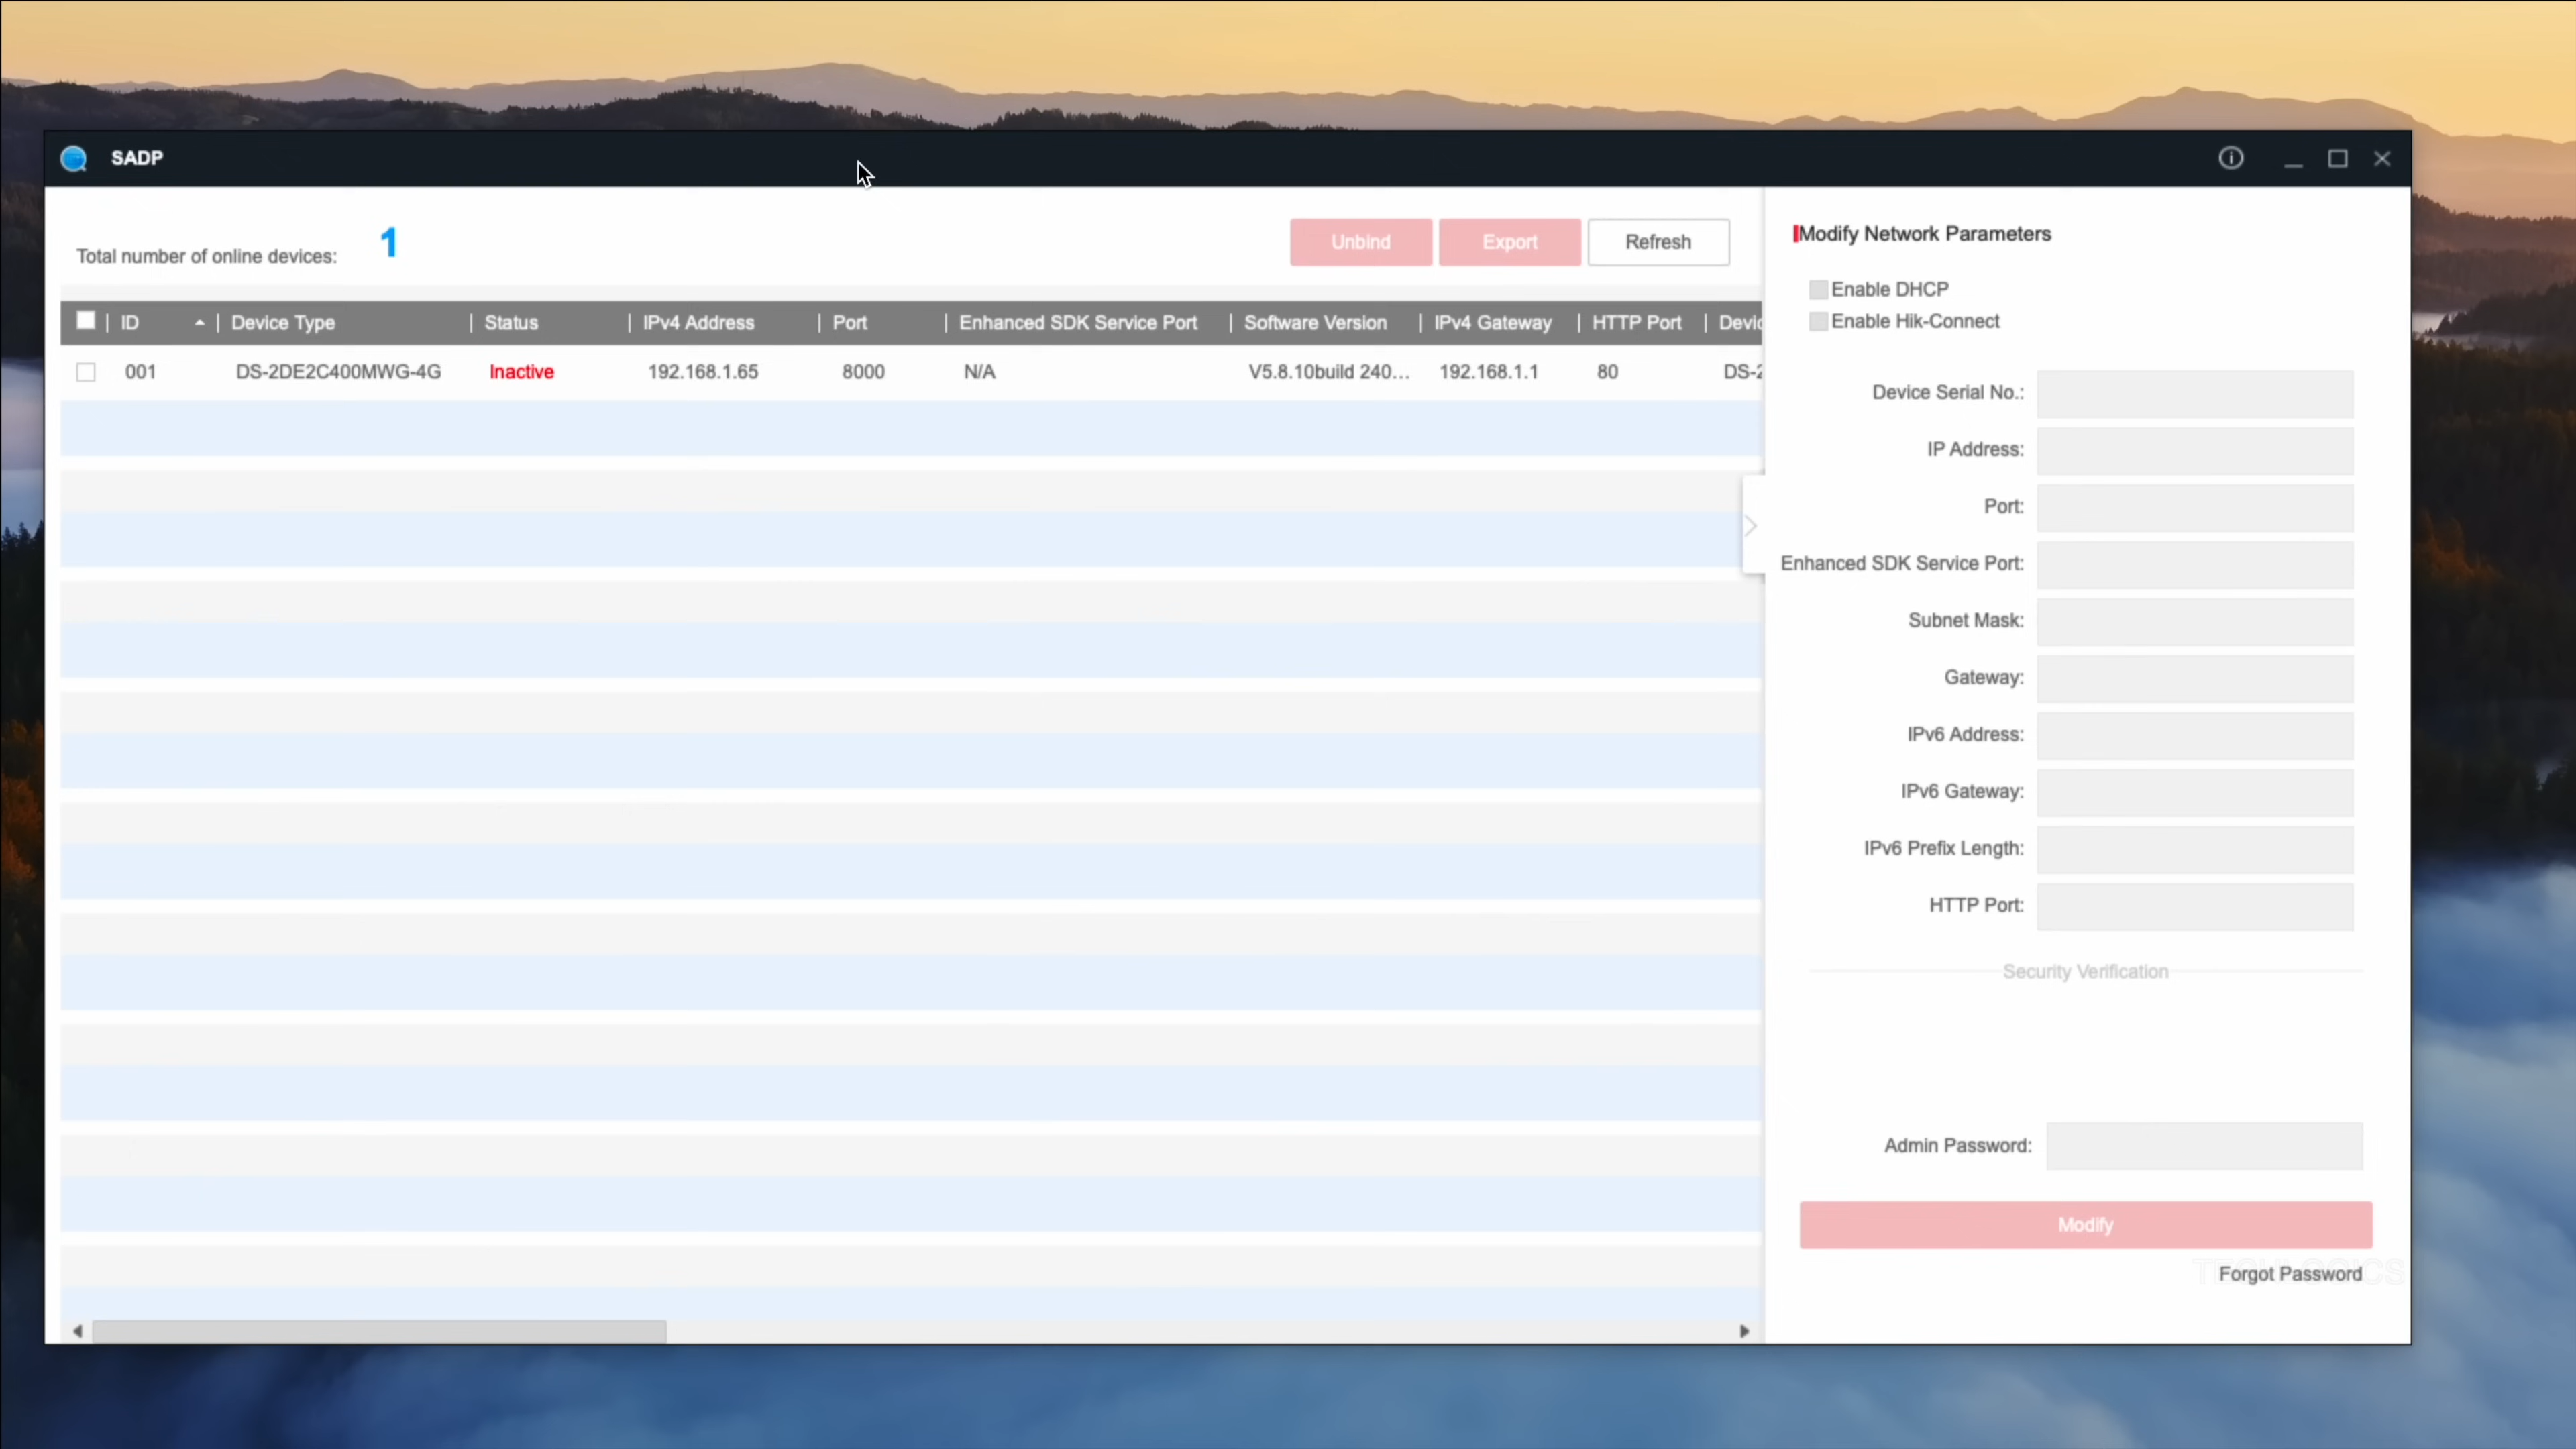 SADP
Total number of online devices: 1
Unbind Export Refresh
ID Device Type Status IPv4 Address Port Enhanced SDK Service Port Software Version IPv4 Gateway HTTP Port Devic
001 DS-2DE2C400MWG-4G Inactive 192.168.1.65 8000 N/A V5.8.10build 240... 192.168.1.1 80 DS-2
Modify Network Parameters
Enable DHCP
Enable Hik-Connect
Device Serial No.:
IP Address:
Port:
Enhanced SDK Service Port:
Subnet Mask:
Gateway:
IPv6 Address:
IPv6 Gateway:
IPv6 Prefix Length:
HTTP Port:
Security Verification
Admin Password:
Modify
Forgot Password